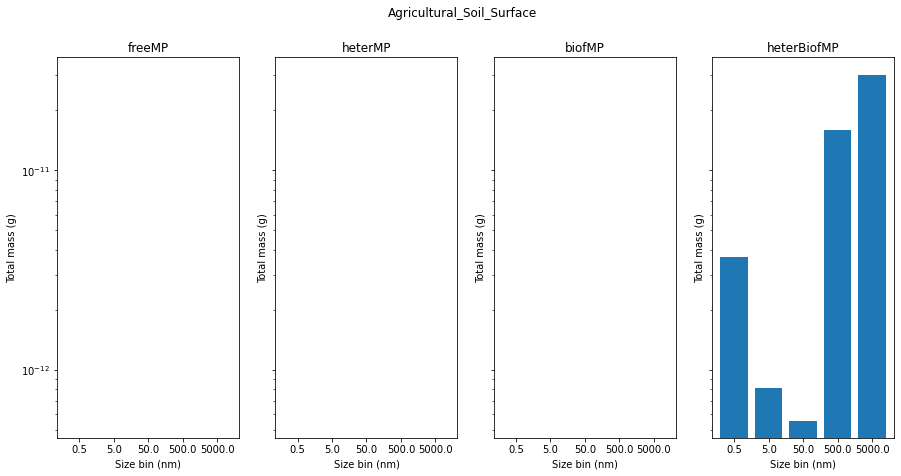 Agricultural_Soil_Surface
freeMP
heterMP
biofMP
heterBiofMP
Total mass (g)
Total mass (g)
Total mass (g)
Total mass (g)
10⁻¹¹
10⁻¹²
0.5 5.0 50.0 500.0 5000.0
0.5 5.0 50.0 500.0 5000.0
0.5 5.0 50.0 500.0 5000.0
0.5 5.0 50.0 500.0 5000.0
Size bin (nm)
Size bin (nm)
Size bin (nm)
Size bin (nm)